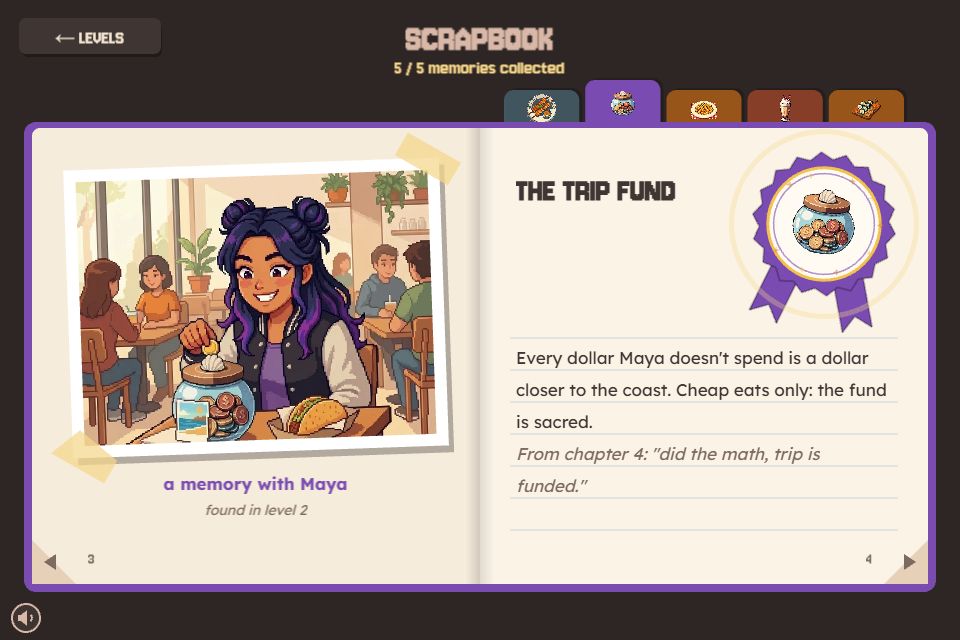 ← LEVELS
SCRAPBOOK
5 / 5 memories collected
THE TRIP FUND
Every dollar Maya doesn't spend is a dollar
closer to the coast. Cheap eats only: the fund
is sacred.
From chapter 4: "did the math, trip is
funded."
a memory with Maya
found in level 2
3
4